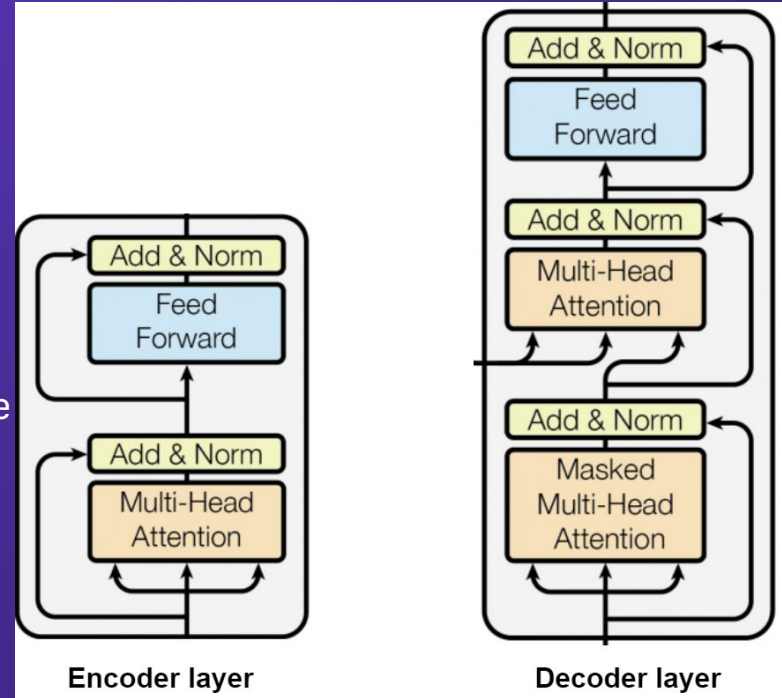 Add & Norm
Feed
Forward
Add & Norm
Multi-Head
Attention
Encoder layer
Add & Norm
Feed
Forward
Add & Norm
Multi-Head
Attention
Add & Norm
Masked
Multi-Head
Attention
Decoder layer
e